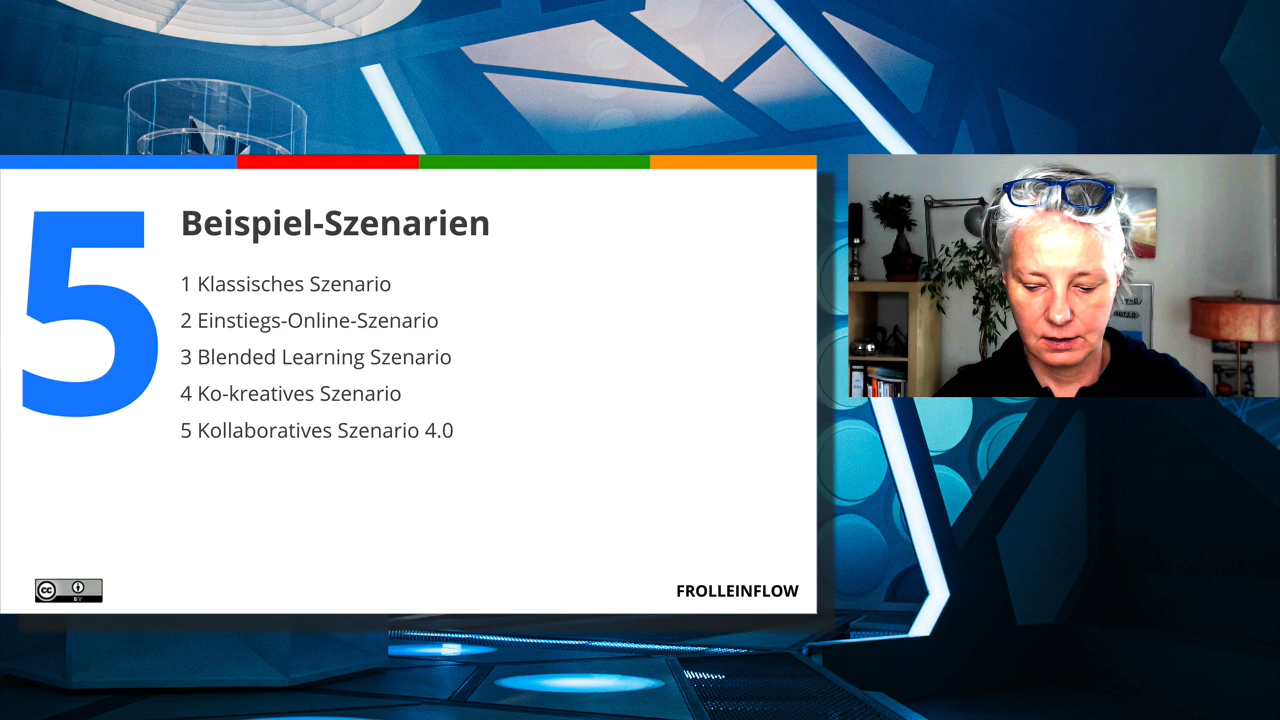 5
Beispiel-Szenarien
1 Klassisches Szenario
2 Einstiegs-Online-Szenario
3 Blended Learning Szenario
4 Ko-kreatives Szenario
5 Kollaboratives Szenario 4.0
cc
BY
FROLLEINFLOW